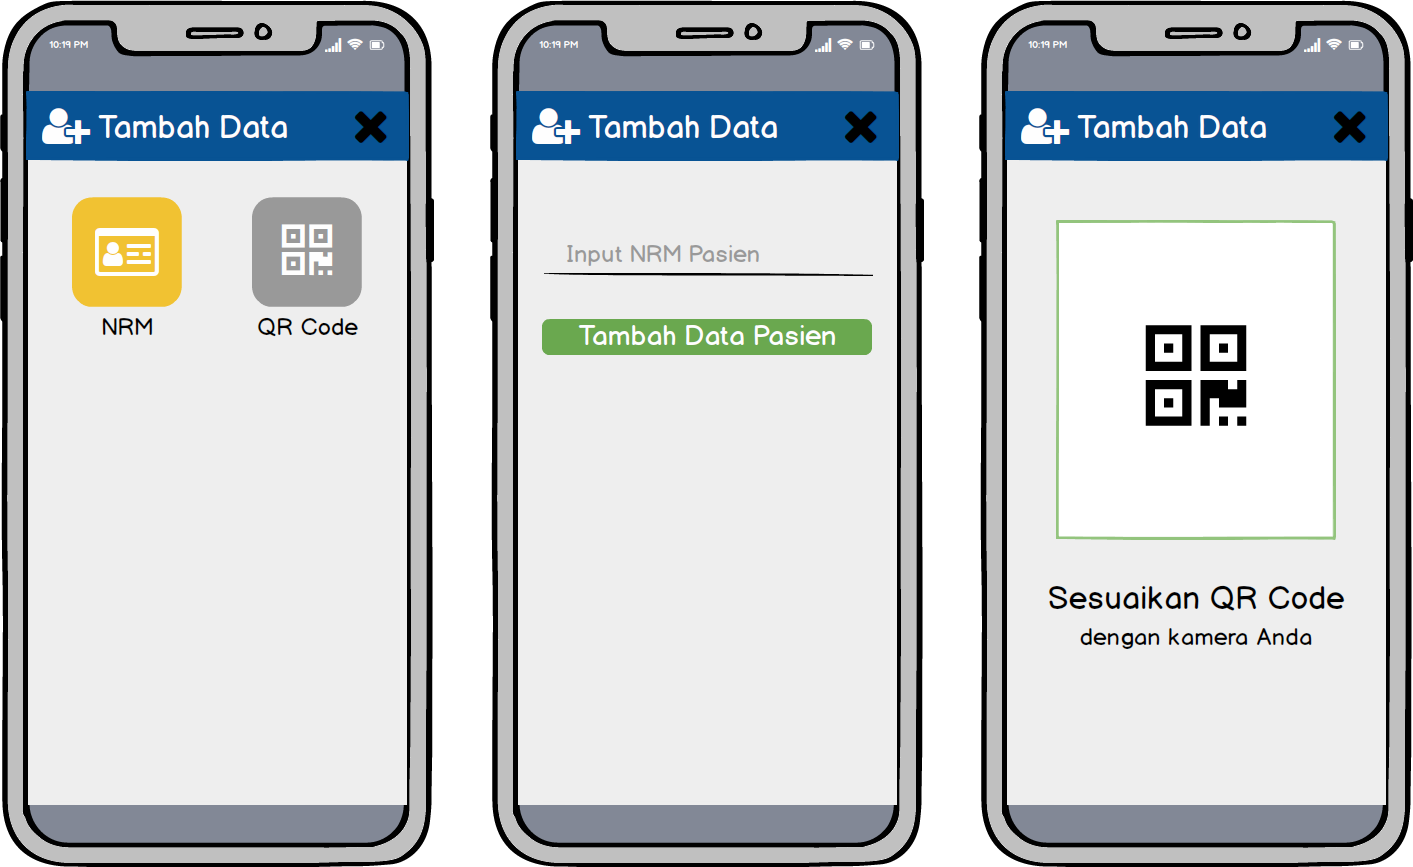 10:19 PM
Tambah Data
NRM
QR Code
10:19 PM
Tambah Data
Input NRM Pasien
Tambah Data Pasien
10:19 PM
Tambah Data
Sesuaikan QR Code
dengan kamera Anda